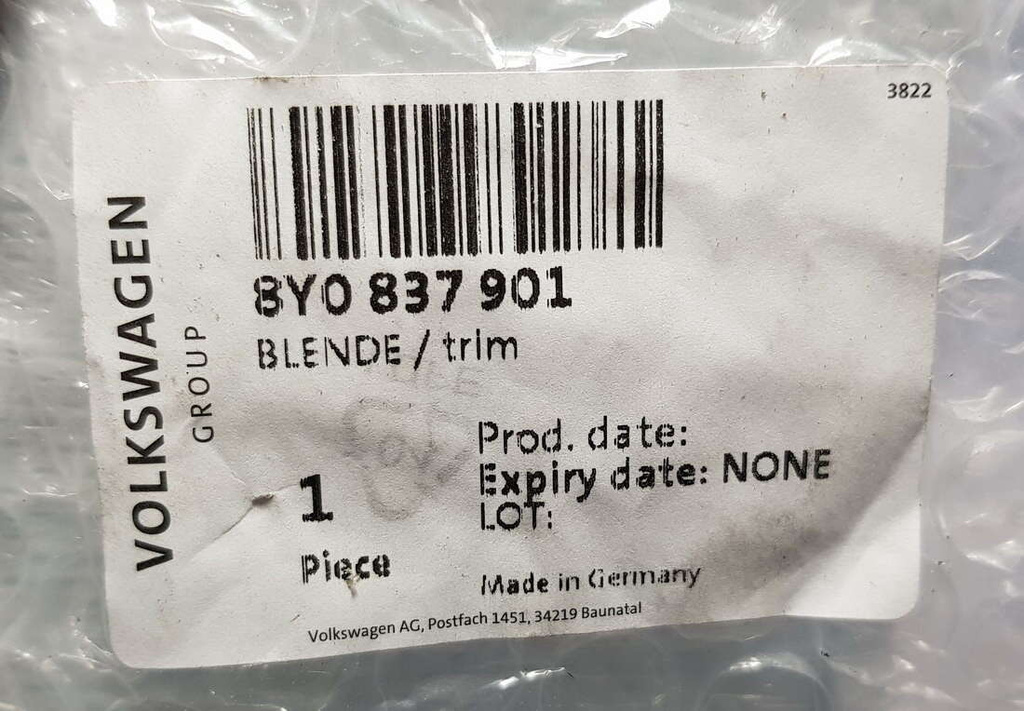 3822
VOLKSWAGEN
GROUP
8Y0 837 901
BLENDE / trim
1
Piece
Prod. date:
Expiry date: NONE
LOT:
Made in Germany
Volkswagen AG, Postfach 1451, 34219 Baunatal